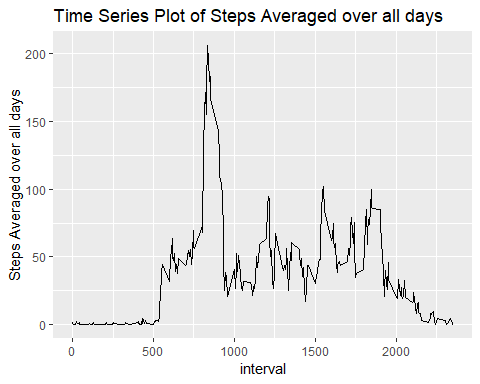 Time Series Plot of Steps Averaged over all days
Steps Averaged over all days
200
150
100
50
0
0 500 1000 1500 2000
interval